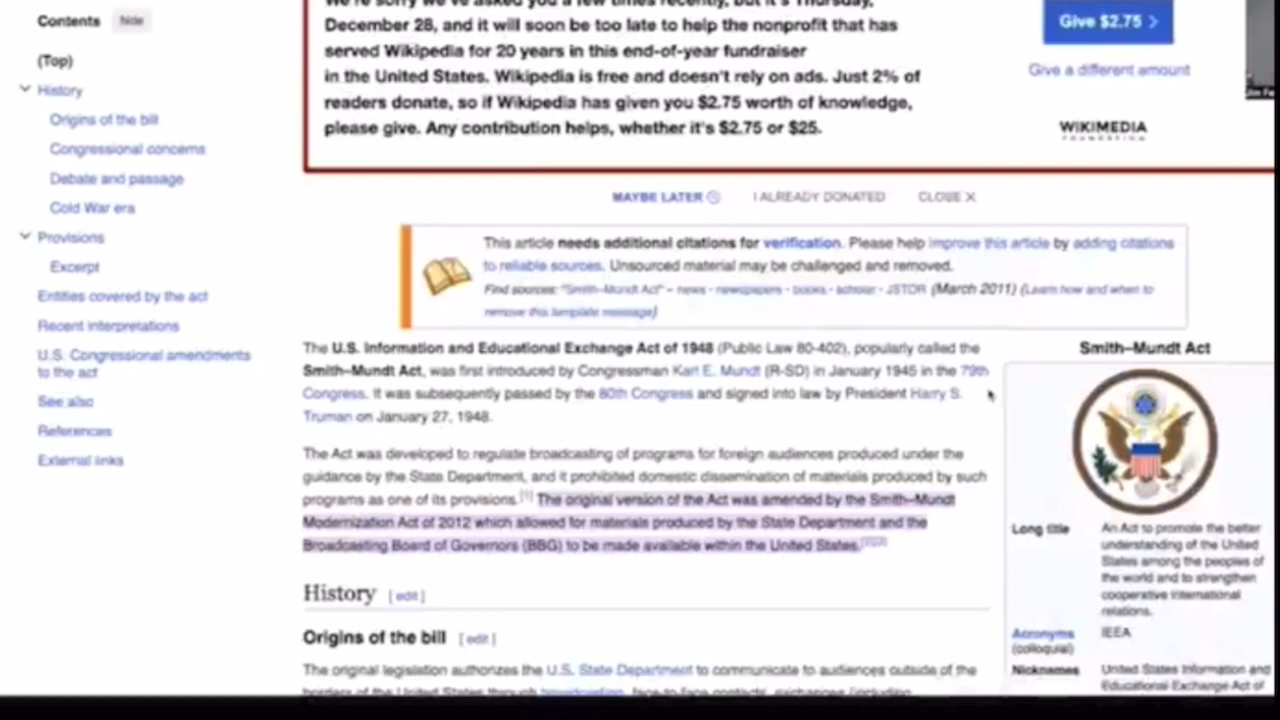 Contents hide
(Top)
History
Origins of the bill
Congressional concerns
Debate and passage
Cold War era
Provisions
Excerpt
Entities covered by the act
Recent interpretations
U.S. Congressional amendments
to the act
See also
References
External links
December 28, and it will soon be too late to help the nonprofit that has
served Wikipedia for 20 years in this end-of-year fundraiser
in the United States. Wikipedia is free and doesn't rely on ads. Just 2% of
readers donate, so if Wikipedia has given you $2.75 worth of knowledge,
please give. Any contribution helps, whether it's $2.75 or $25.
Give $2.75 >
Give a different amount
WIKIMEDIA
FOUNDATION
MAYBE LATER
I ALREADY DONATED
CLOSE X
This article needs additional citations for verification. Please help improve this article by adding citations
to reliable sources. Unsourced material may be challenged and removed.
Find sources: "Smith–Mundt Act" – news · newspapers · books · scholar · JSTOR (March 2011) (Learn how and when to
remove this template message)
The U.S. Information and Educational Exchange Act of 1948 (Public Law 80-402), popularly called the
Smith–Mundt Act, was first introduced by Congressman Karl E. Mundt (R-SD) in January 1945 in the 79th
Congress. It was subsequently passed by the 80th Congress and signed into law by President Harry S.
Truman on January 27, 1948.
The Act was developed to regulate broadcasting of programs for foreign audiences produced under the
guidance by the State Department, and it prohibited domestic dissemination of materials produced by such
programs as one of its provisions.[1] The original version of the Act was amended by the Smith–Mundt
Modernization Act of 2012 which allowed for materials produced by the State Department and the
Broadcasting Board of Governors (BBG) to be made available within the United States.
History [edit]
Origins of the bill [edit]
The original legislation authorizes the U.S. State Department to communicate to audiences outside of the
borders of the United States through broadcasting, face-to-face contacts, exchanges (including
Smith–Mundt Act
Long title An Act to promote the better
understanding of the United
States among the peoples of
the world and to strengthen
cooperative international
relations.
Acronyms IEEA
(colloquial)
Nicknames United States Information and
Educational Exchange Act of